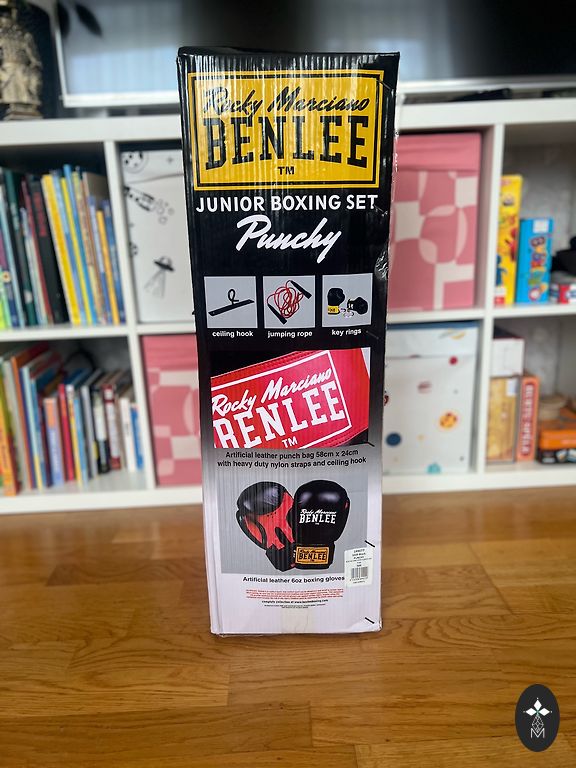 Rocky Marciano
BENLEE
TM
JUNIOR BOXING SET
Punchy
ceiling hook
jumping rope
key rings
Rocky Marciano
BENLEE
TM
Artificial leather punch bag 58cm x 24cm
with heavy duty nylon straps and ceiling hook
Rocky Marciano
BENLEE
BENLEE
Artificial leather 6oz boxing gloves